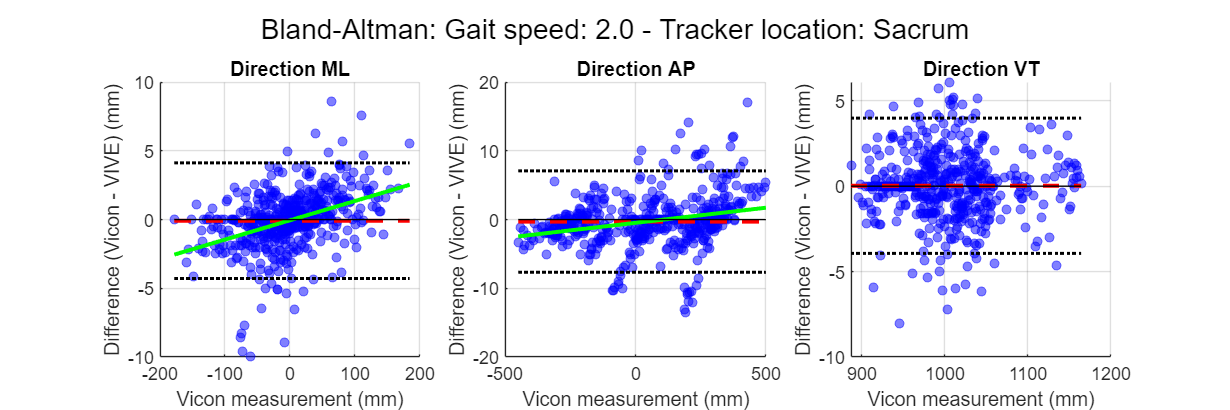 Bland-Altman: Gait speed: 2.0 - Tracker location: Sacrum
Direction ML
Direction AP
Direction VT
Difference (Vicon - VIVE) (mm)
10
5
0
-5
-10
-200
-100
0
100
200
Vicon measurement (mm)
Difference (Vicon - VIVE) (mm)
20
10
0
-10
-20
-500
0
500
Vicon measurement (mm)
Difference (Vicon - VIVE) (mm)
5
0
-5
-10
900
1000
1100
1200
Vicon measurement (mm)